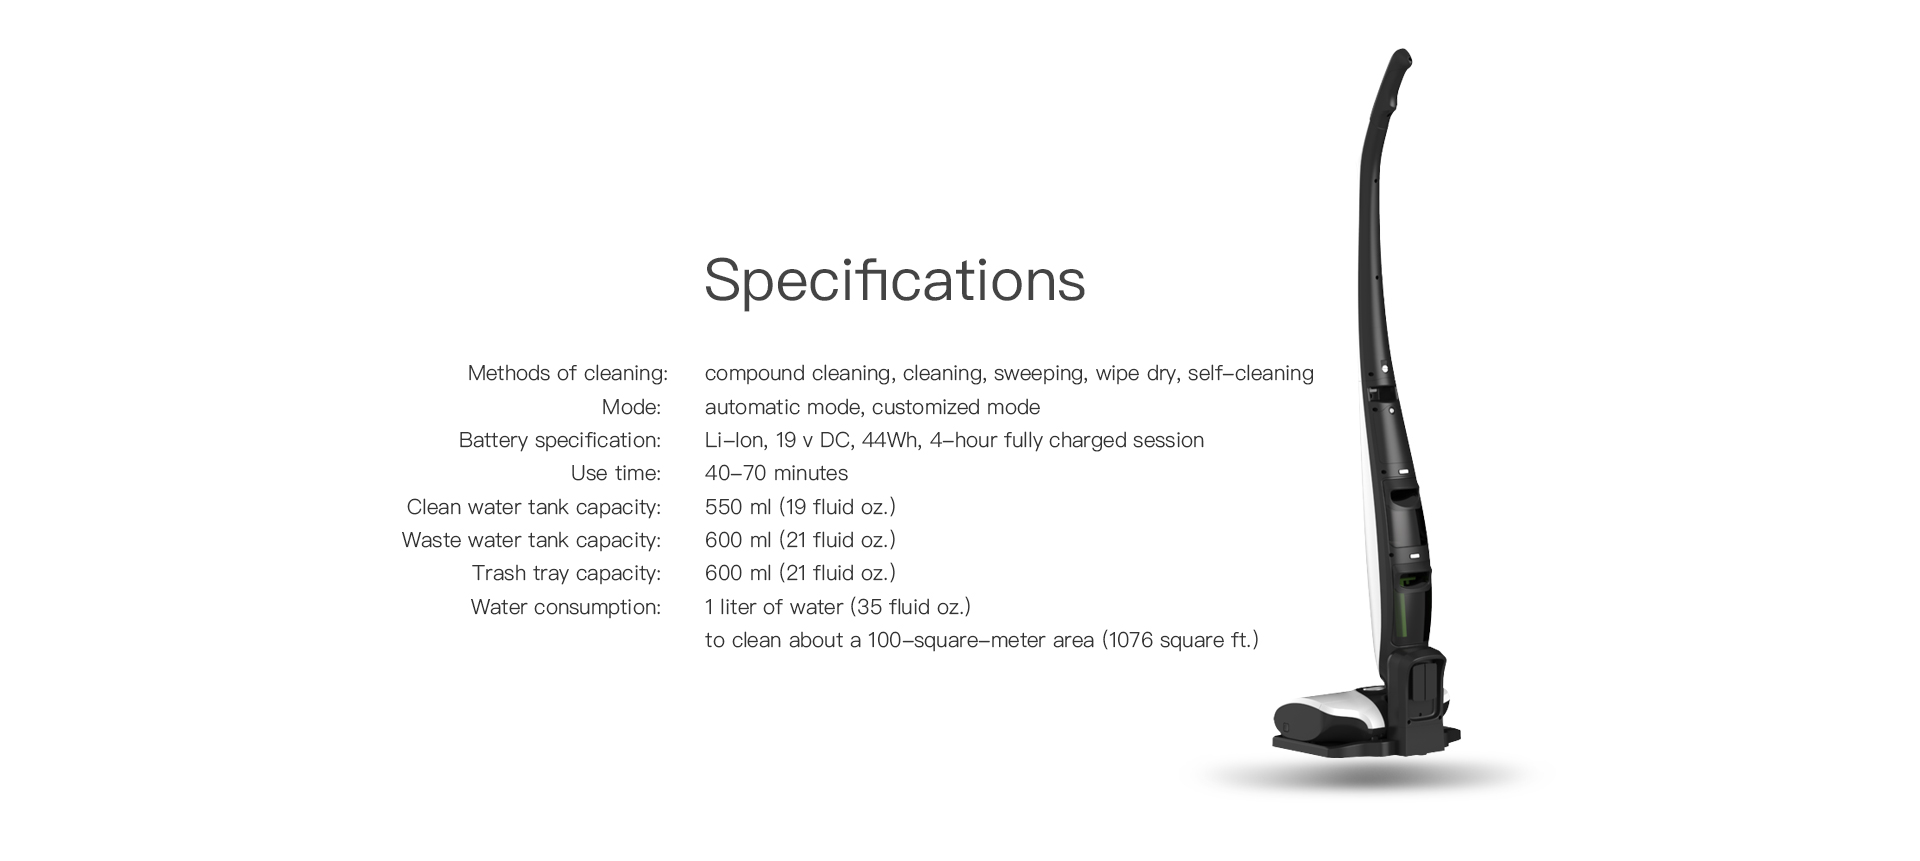 Specifications
Methods of cleaning: compound cleaning, cleaning, sweeping, wipe dry, self-cleaning
Mode: automatic mode, customized mode
Battery specification: Li-Ion, 19 v DC, 44Wh, 4-hour fully charged session
Use time: 40-70 minutes
Clean water tank capacity: 550 ml (19 fluid oz.)
Waste water tank capacity: 600 ml (21 fluid oz.)
Trash tray capacity: 600 ml (21 fluid oz.)
Water consumption: 1 liter of water (35 fluid oz.)
to clean about a 100-square-meter area (1076 square ft.)